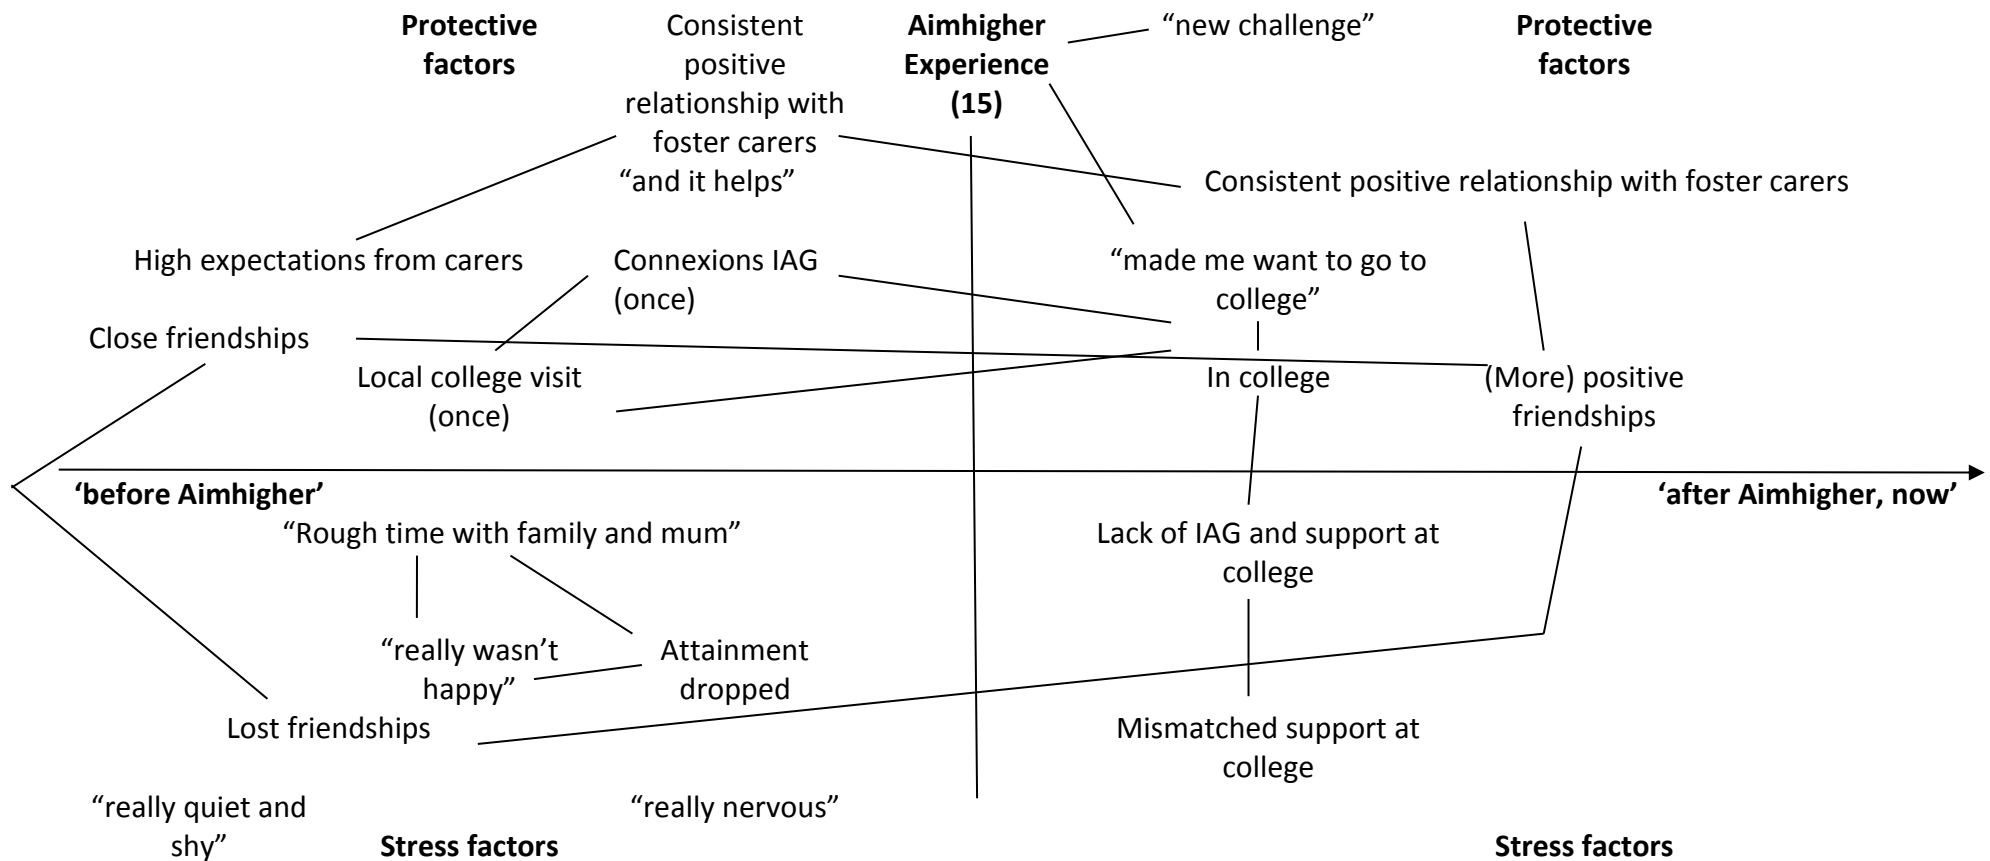 Protective
factors
Consistent
positive
relationship with
foster carers
“and it helps”
Aimhigher
Experience
(15)
“new challenge”
Protective
factors
Consistent positive relationship with foster carers
High expectations from carers
Connexions IAG
(once)
“made me want to go to
college”
Close friendships
Local college visit
(once)
In college
(More) positive
friendships
‘before Aimhigher’
‘after Aimhigher, now’
“Rough time with family and mum”
Lack of IAG and support at
college
“really wasn’t
happy”
Attainment
dropped
Lost friendships
Mismatched support at
college
“really quiet and
shy”
“really nervous”
Stress factors
Stress factors